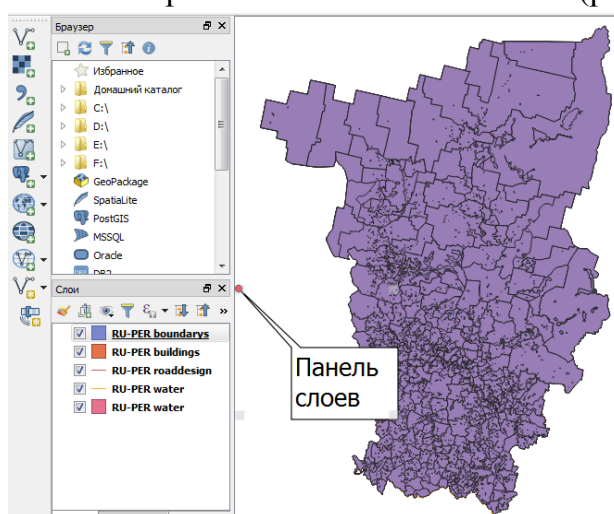 Браузер
Избранное
Домашний каталог
C:\
D:\
E:\
F:\
GeoPackage
SpatiaLite
PostGIS
MSSQL
Oracle
Слои
»
RU-PER boundarys
RU-PER buildings
RU-PER roaddesign
RU-PER water
RU-PER water
Панель
слоев